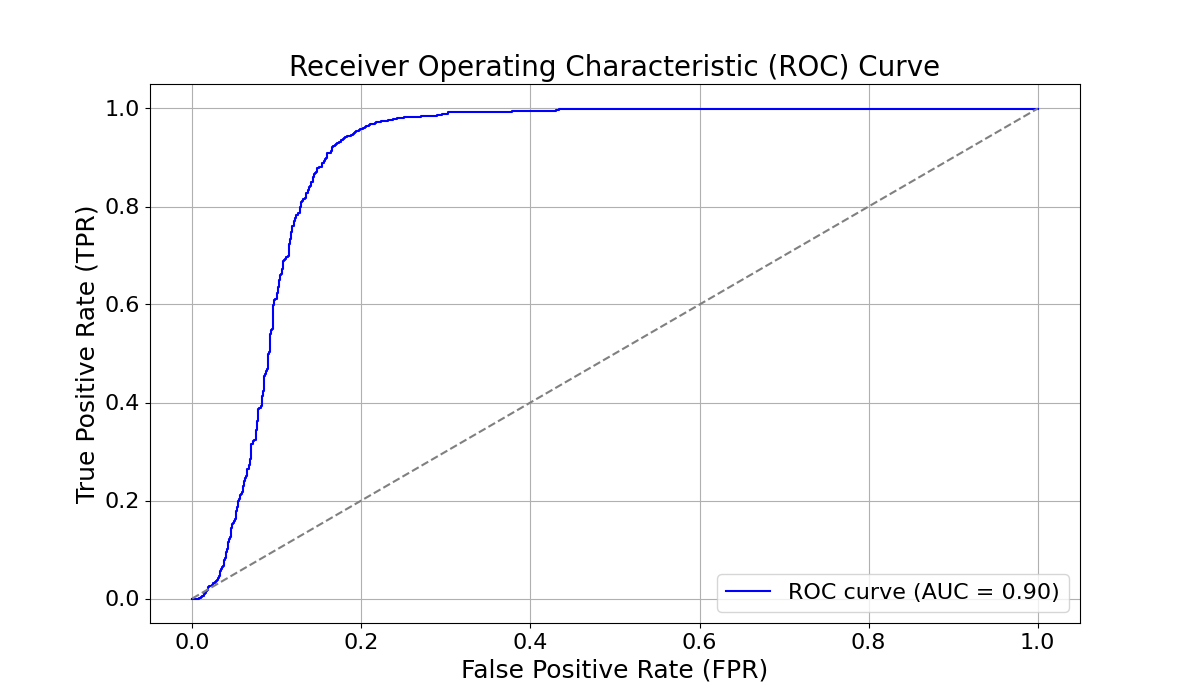 Receiver Operating Characteristic (ROC) Curve
True Positive Rate (TPR)
1.0
0.8
0.6
0.4
0.2
0.0
ROC curve (AUC = 0.90)
0.0 0.2 0.4 0.6 0.8 1.0
False Positive Rate (FPR)